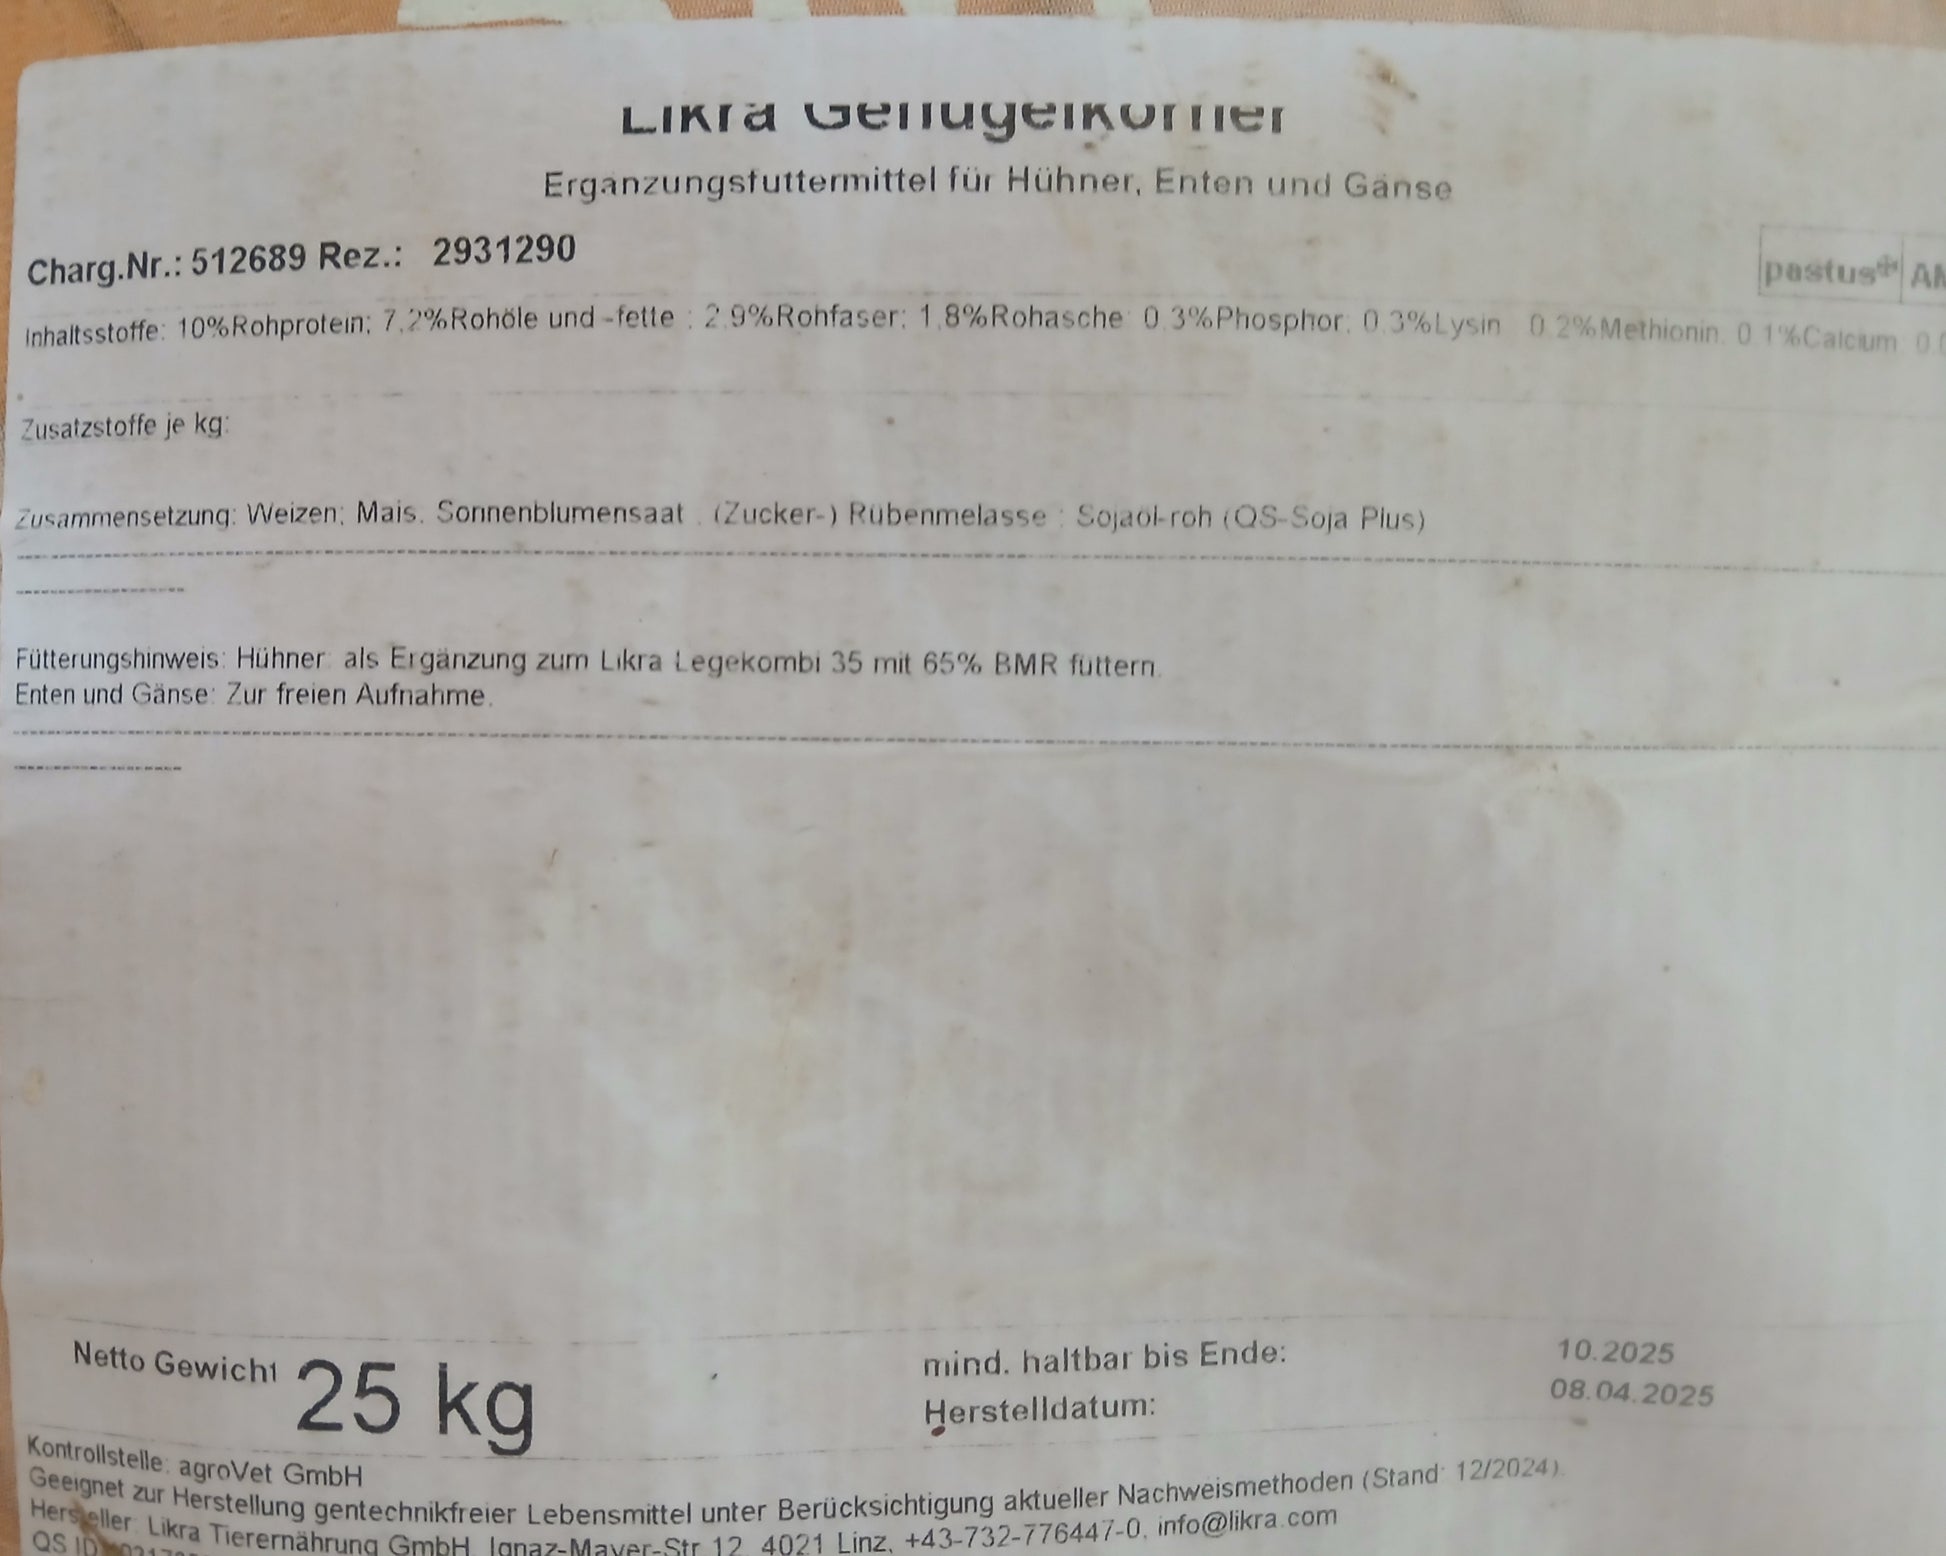 Likra Geflügelkörner
Ergänzungsfuttermittel für Hühner, Enten und Gänse
Charg.Nr.: 512689 Rez.: 2931290
pastus+ AM
Inhaltsstoffe: 10%Rohprotein; 7,2%Rohöle und -fette ; 2,9%Rohfaser; 1,8%Rohasche 0,3%Phosphor; 0,3%Lysin 0,2%Methionin; 0,1%Calcium
Zusatzstoffe je kg:
Zusammensetzung: Weizen; Mais, Sonnenblumensaat , (Zucker-) Rübenmelasse ; Sojaöl-roh (QS-Soja Plus)
Fütterungshinweis: Hühner: als Ergänzung zum Likra Legekombi 35 mit 65% BMR füttern.
Enten und Gänse: Zur freien Aufnahme.
Netto Gewicht 25 kg
mind. haltbar bis Ende: 10.2025
Herstelldatum: 08.04.2025
Kontrollstelle: agroVet GmbH
Geeignet zur Herstellung gentechnikfreier Lebensmittel unter Berücksichtigung aktueller Nachweismethoden (Stand: 12/2024).
Hersteller: Likra Tierernährung GmbH, Ignaz-Mayer-Str 12, 4021 Linz, +43-732-776447-0, info@likra.com
QS ID